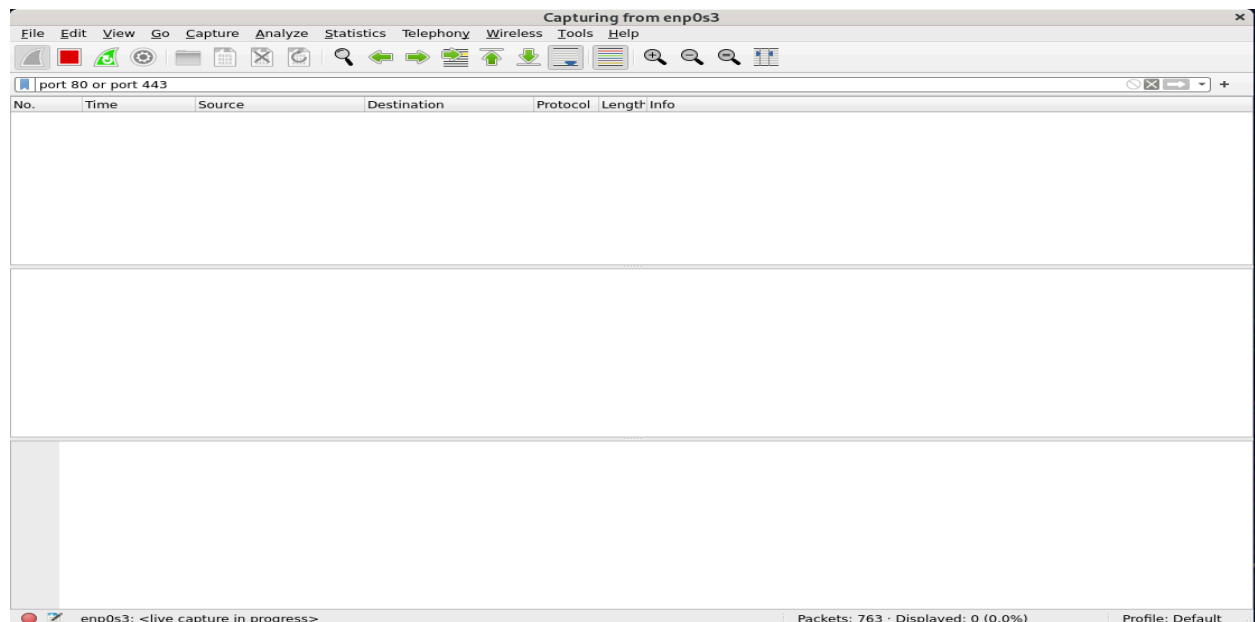 Capturing from enp0s3
File Edit View Go Capture Analyze Statistics Telephony Wireless Tools Help
port 80 or port 443
No. Time Source Destination Protocol Length Info
enp0s3: <live capture in progress> Packets: 763 · Displayed: 0 (0.0%) Profile: Default